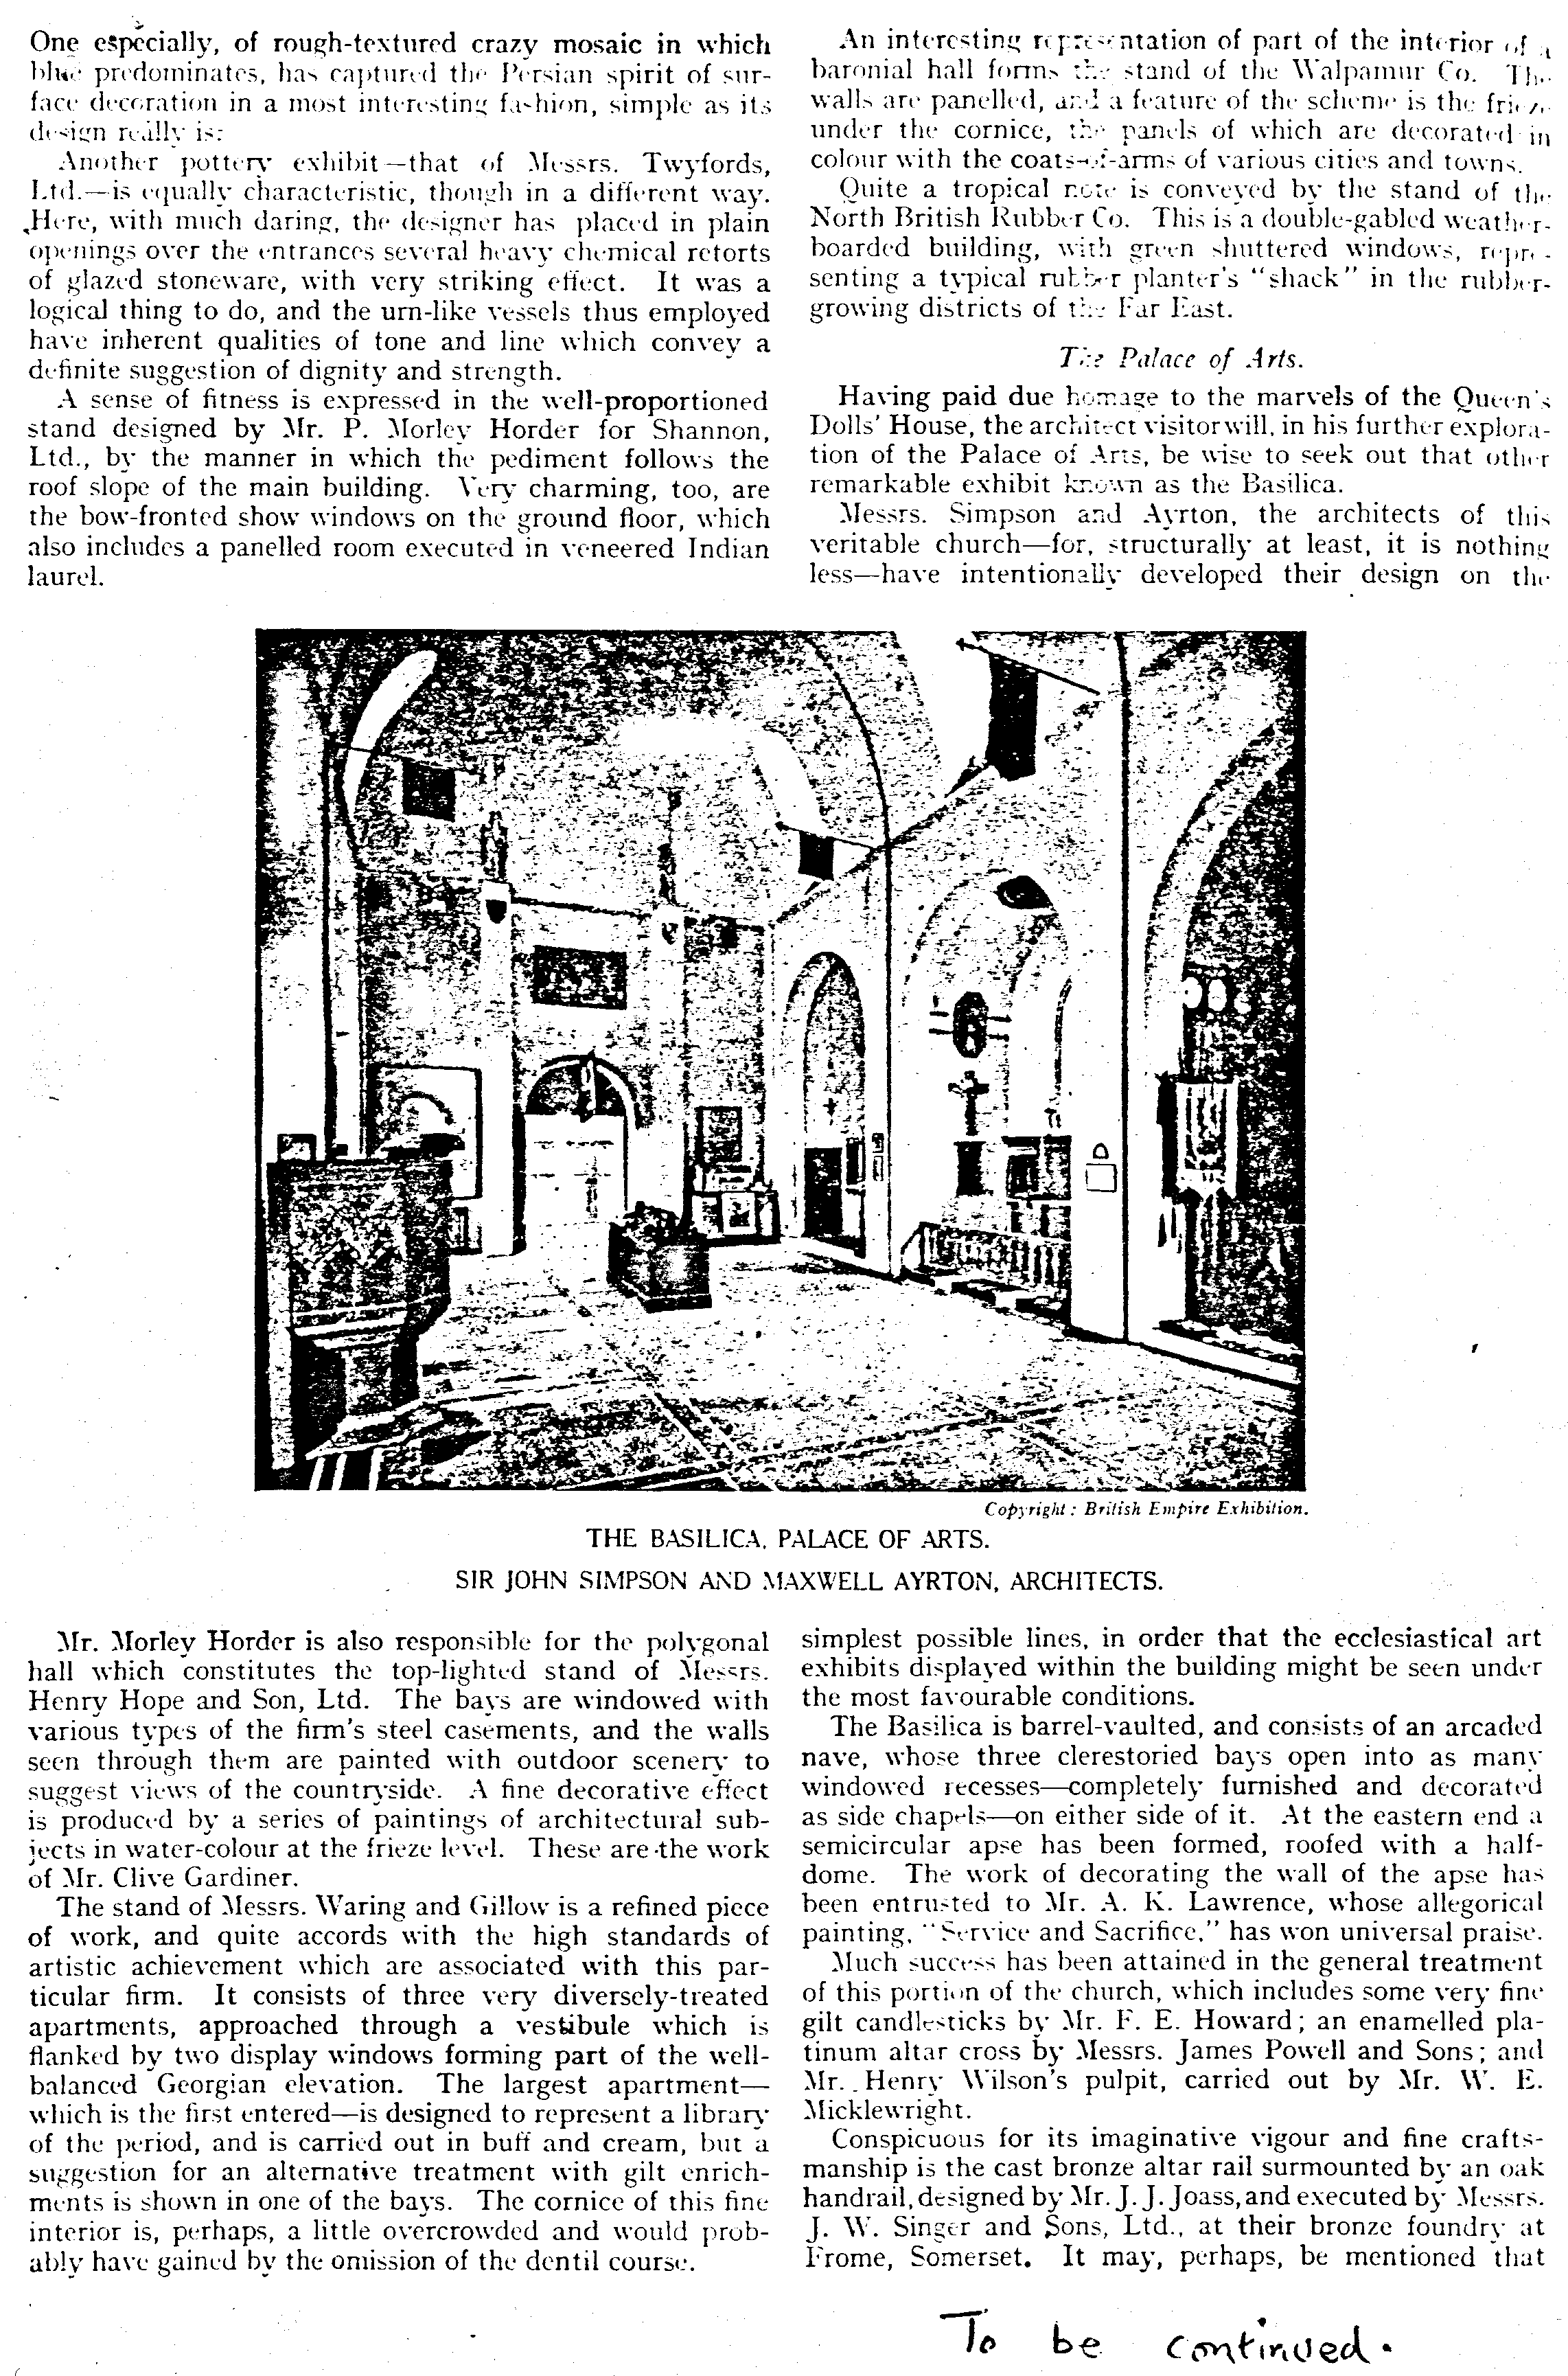 One especially, of rough-textured crazy mosaic in which
blue predominates, has captured the Persian spirit of sur-
face decoration in a most interesting fashion, simple as its
design really is:
Another pottery exhibit—that of Messrs. Twyfords,
Ltd.—is equally characteristic, though in a different way.
Here, with much daring, the designer has placed in plain
openings over the entrances several heavy chemical retorts
of glazed stoneware, with very striking effect. It was a
logical thing to do, and the urn-like vessels thus employed
have inherent qualities of tone and line which convey a
definite suggestion of dignity and strength.
A sense of fitness is expressed in the well-proportioned
stand designed by Mr. P. Morley Horder for Shannon,
Ltd., by the manner in which the pediment follows the
roof slope of the main building. Very charming, too, are
the bow-fronted show windows on the ground floor, which
also includes a panelled room executed in veneered Indian
laurel.
An interesting representation of part of the interior of a
baronial hall forms the stand of the Walpamur Co. The
walls are panelled, and a feature of the scheme is the frieze
under the cornice, the panels of which are decorated in
colour with the coats-of-arms of various cities and towns.
Quite a tropical note is conveyed by the stand of the
North British Rubber Co. This is a double-gabled weather-
boarded building, with green shuttered windows, repre-
senting a typical rubber planter's "shack" in the rubber-
growing districts of the Far East.
The Palace of Arts.
Having paid due homage to the marvels of the Queen's
Dolls' House, the architect visitor will, in his further explora-
tion of the Palace of Arts, be wise to seek out that other
remarkable exhibit known as the Basilica.
Messrs. Simpson and Ayrton, the architects of this
veritable church—for, structurally at least, it is nothing
less—have intentionally developed their design on the
Copyright : British Empire Exhibition.
THE BASILICA, PALACE OF ARTS.
SIR JOHN SIMPSON AND MAXWELL AYRTON, ARCHITECTS.
Mr. Morley Horder is also responsible for the polygonal
hall which constitutes the top-lighted stand of Messrs.
Henry Hope and Son, Ltd. The bays are windowed with
various types of the firm's steel casements, and the walls
seen through them are painted with outdoor scenery to
suggest views of the countryside. A fine decorative effect
is produced by a series of paintings of architectural sub-
jects in water-colour at the frieze level. These are the work
of Mr. Clive Gardiner.
The stand of Messrs. Waring and Gillow is a refined piece
of work, and quite accords with the high standards of
artistic achievement which are associated with this par-
ticular firm. It consists of three very diversely-treated
apartments, approached through a vestibule which is
flanked by two display windows forming part of the well-
balanced Georgian elevation. The largest apartment—
which is the first entered—is designed to represent a library
of the period, and is carried out in buff and cream, but a
suggestion for an alternative treatment with gilt enrich-
ments is shown in one of the bays. The cornice of this fine
interior is, perhaps, a little overcrowded and would prob-
ably have gained by the omission of the dentil course.
simplest possible lines, in order that the ecclesiastical art
exhibits displayed within the building might be seen under
the most favourable conditions.
The Basilica is barrel-vaulted, and consists of an arcaded
nave, whose three clerestoried bays open into as many
windowed recesses—completely furnished and decorated
as side chapels—on either side of it. At the eastern end a
semicircular apse has been formed, roofed with a half-
dome. The work of decorating the wall of the apse has
been entrusted to Mr. A. K. Lawrence, whose allegorical
painting, "Service and Sacrifice," has won universal praise.
Much success has been attained in the general treatment
of this portion of the church, which includes some very fine
gilt candlesticks by Mr. F. E. Howard; an enamelled pla-
tinum altar cross by Messrs. James Powell and Sons; and
Mr. Henry Wilson's pulpit, carried out by Mr. W. E.
Micklewright.
Conspicuous for its imaginative vigour and fine crafts-
manship is the cast bronze altar rail surmounted by an oak
handrail, designed by Mr. J. J. Joass, and executed by Messrs.
J. W. Singer and Sons, Ltd., at their bronze foundry at
Frome, Somerset. It may, perhaps, be mentioned that
To be continued.